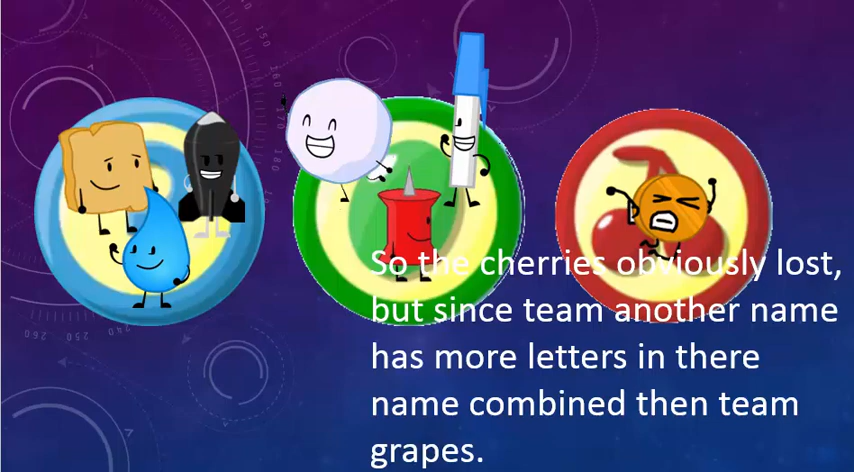 So the cherries obviously lost,
but since team another name
has more letters in there
name combined then team
grapes.